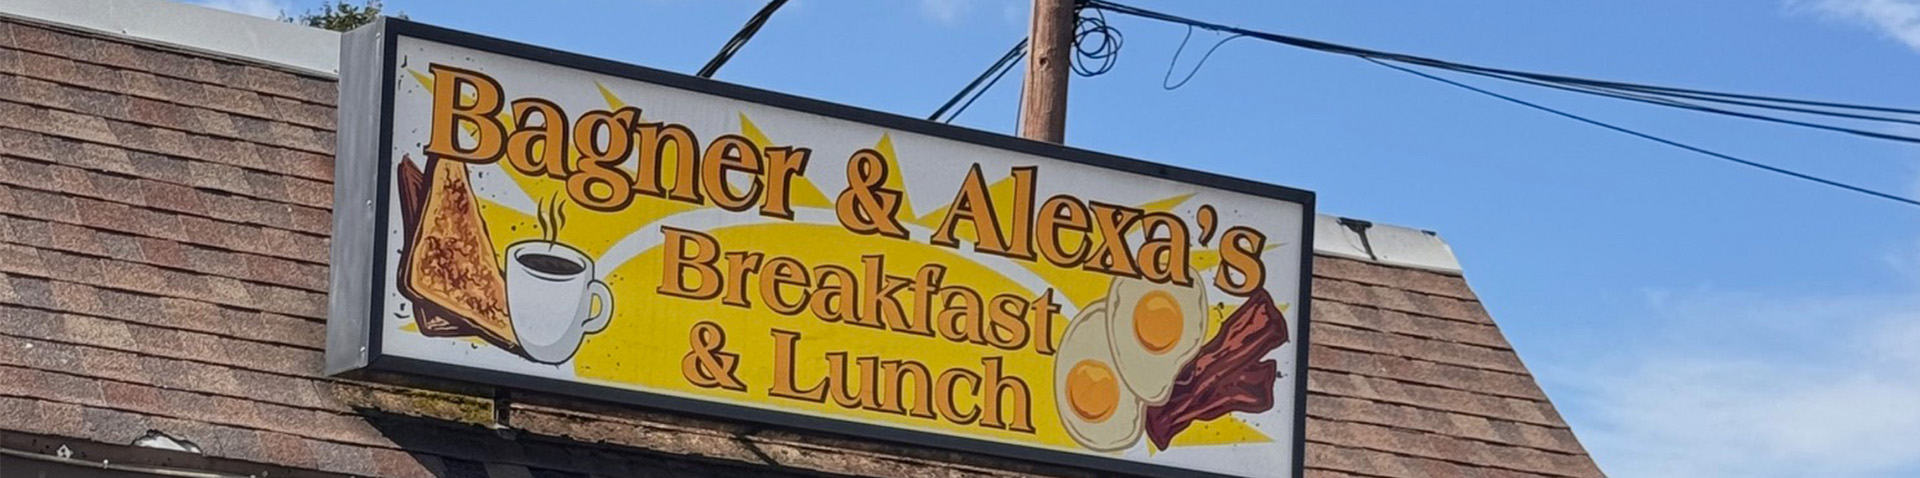 Bagner & Alexa's
Breakfast
& Lunch